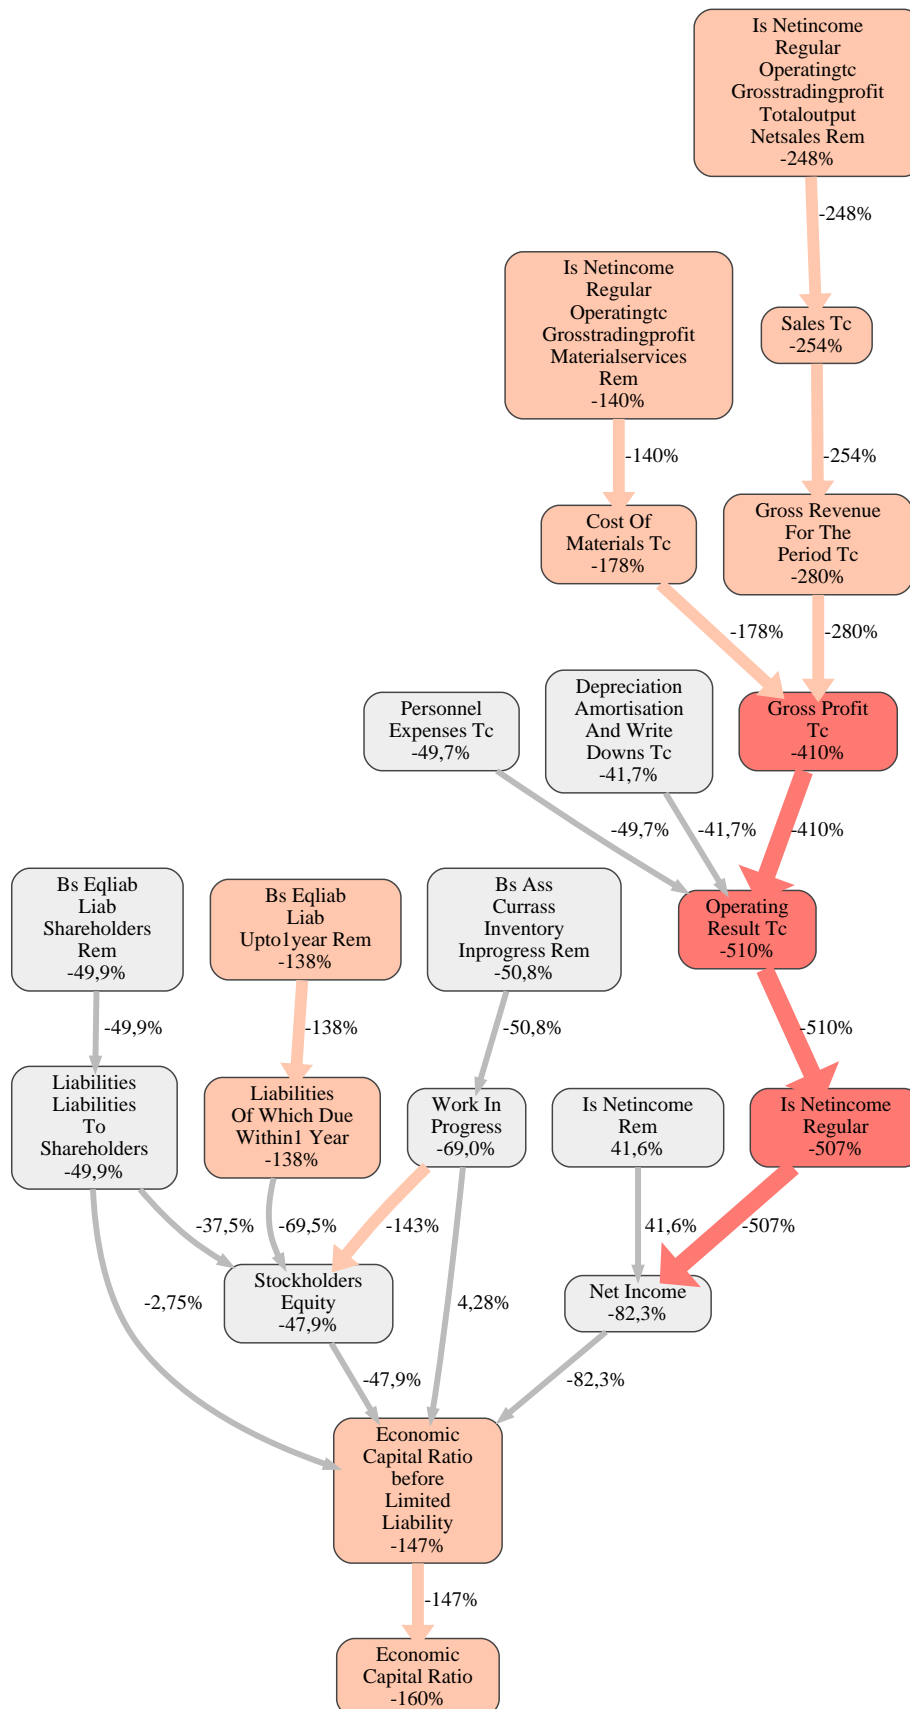 Is Netincome
Regular
Operatingtc
Grosstradingprofit
Totaloutput
Netsales Rem
-248%
-248%
Is Netincome
Regular
Operatingtc
Grosstradingprofit
Materialservices
Rem
-140%
Sales Tc
-254%
-140%
-254%
Cost Of
Materials Tc
-178%
Gross Revenue
For The
Period Tc
-280%
-178%
-280%
Personnel
Expenses Tc
-49,7%
Depreciation
Amortisation
And Write
Downs Tc
-41,7%
Gross Profit
Tc
-410%
-49,7%
-41,7%
-410%
Bs Eqliab
Liab
Shareholders
Rem
-49,9%
Bs Eqliab
Liab
Upto1year Rem
-138%
Bs Ass
Currass
Inventory
Inprogress Rem
-50,8%
Operating
Result Tc
-510%
-49,9%
-138%
-50,8%
-510%
Liabilities
Liabilities
To
Shareholders
-49,9%
Liabilities
Of Which Due
Within1 Year
-138%
Work In
Progress
-69,0%
Is Netincome
Rem
41,6%
Is Netincome
Regular
-507%
-37,5%
-69,5%
-143%
41,6%
-507%
-2,75%
Stockholders
Equity
-47,9%
4,28%
Net Income
-82,3%
-47,9%
-82,3%
Economic
Capital Ratio
before
Limited
Liability
-147%
-147%
Economic
Capital Ratio
-160%